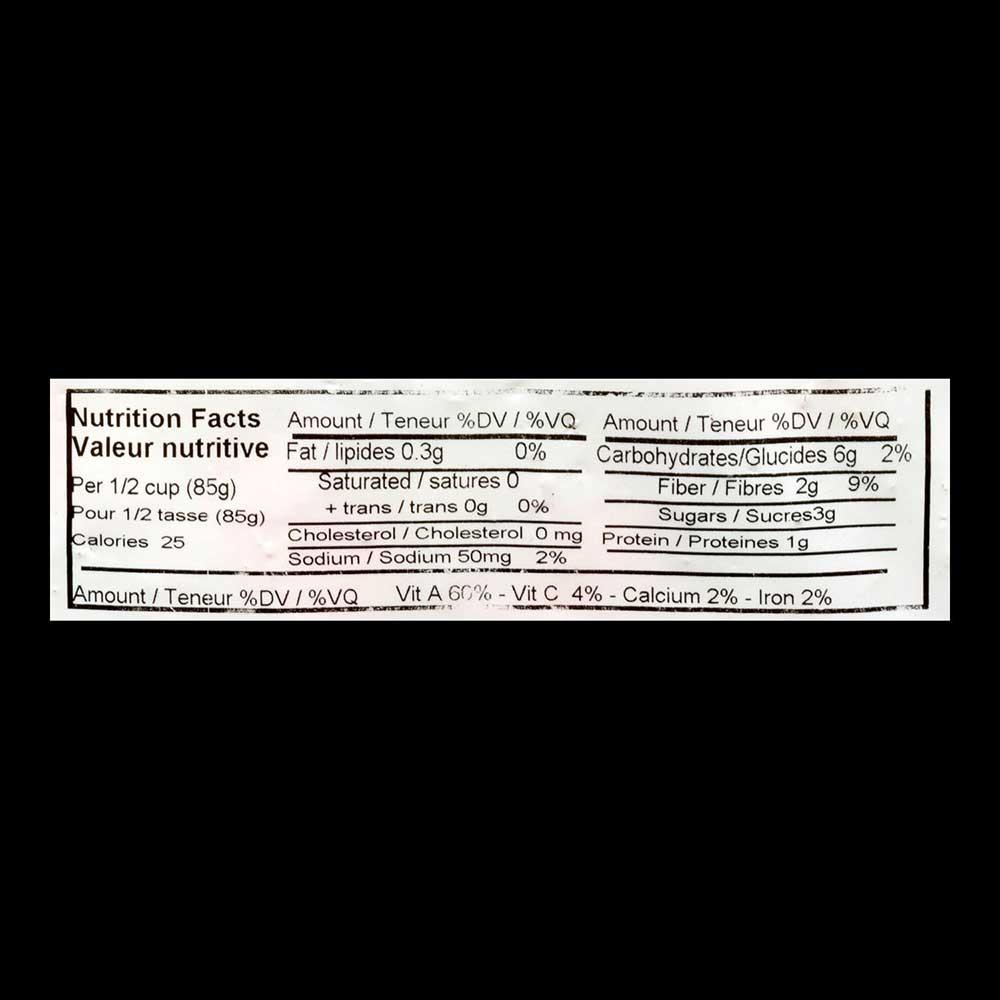 Nutrition Facts
Valeur nutritive
Per 1/2 cup (85g)
Pour 1/2 tasse (85g)
Calories 25
Amount / Teneur %DV / %VQ
Fat / lipides 0.3g 0%
Saturated / satures 0
+ trans / trans 0g 0%
Cholesterol / Cholesterol 0 mg
Sodium / Sodium 50mg 2%
Amount / Teneur %DV / %VQ
Carbohydrates/Glucides 6g 2%
Fiber / Fibres 2g 9%
Sugars / Sucres3g
Protein / Proteines 1g
Amount / Teneur %DV / %VQ Vit A 60% - Vit C 4% - Calcium 2% - Iron 2%